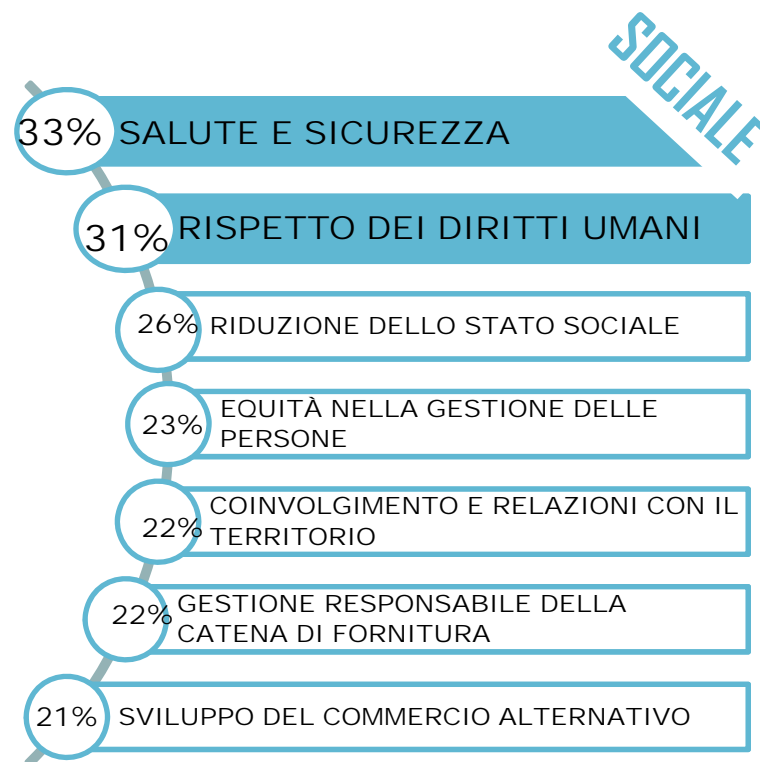 SOCIALE
33% SALUTE E SICUREZZA
31% RISPETTO DEI DIRITTI UMANI
26% RIDUZIONE DELLO STATO SOCIALE
23% EQUITÀ NELLA GESTIONE DELLE
PERSONE
22% COINVOLGIMENTO E RELAZIONI CON IL
TERRITORIO
22% GESTIONE RESPONSABILE DELLA
CATENA DI FORNITURA
21% SVILUPPO DEL COMMERCIO ALTERNATIVO